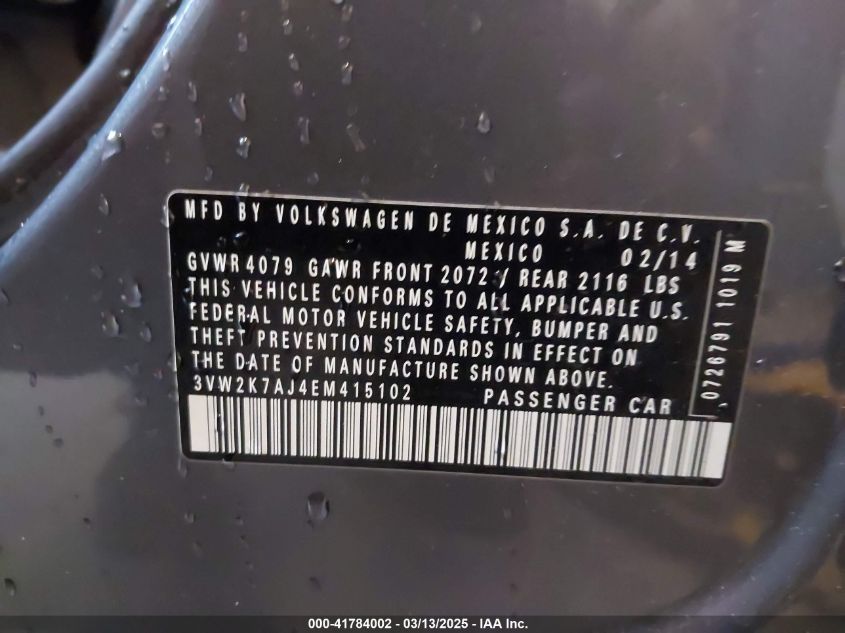 MFD BY VOLKSWAGEN DE MEXICO S.A. DE C.V.
MEXICO 02/14
GVWR 4079 GAWR FRONT 2072 / REAR 2116 LBS
THIS VEHICLE CONFORMS TO ALL APPLICABLE U.S.
FEDERAL MOTOR VEHICLE SAFETY, BUMPER AND
THEFT PREVENTION STANDARDS IN EFFECT ON
THE DATE OF MANUFACTURE SHOWN ABOVE.
3VW2K7AJ4EM415102 PASSENGER CAR
0726791 1019 M
000-41784002 - 03/13/2025 - IAA Inc.